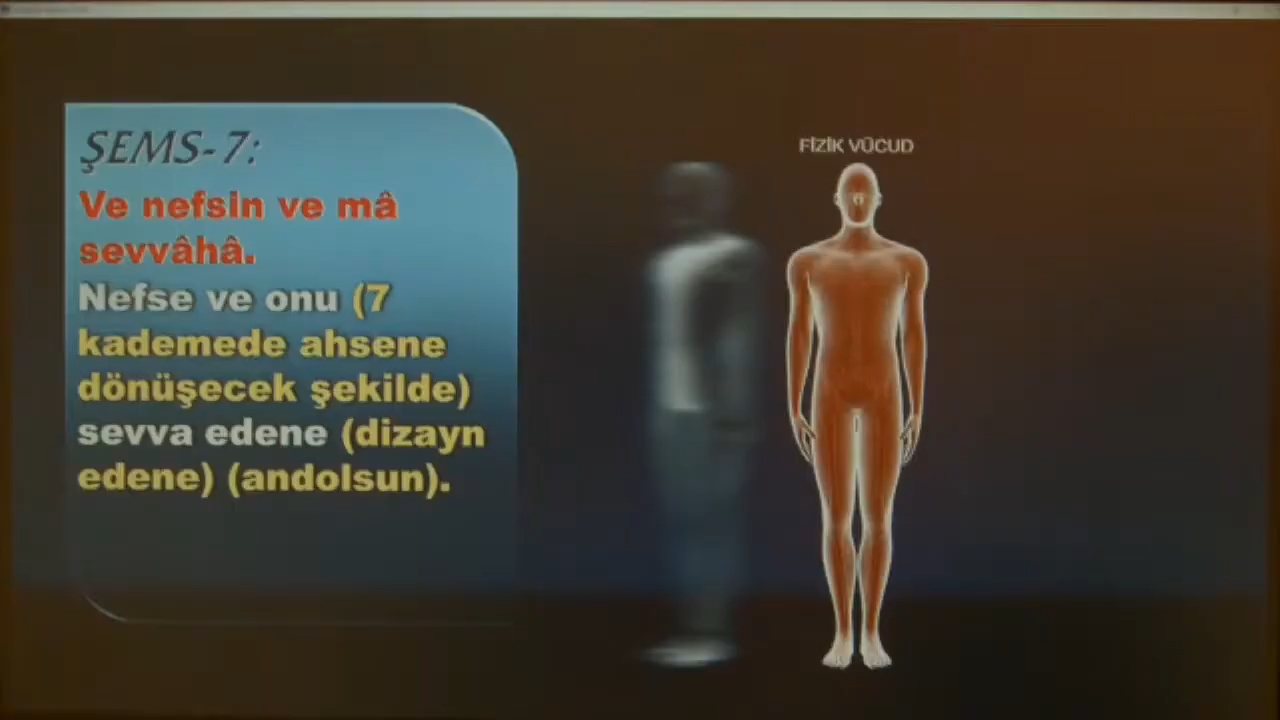 ŞEMS-7:
Ve nefsin ve mâ
sevvâhâ.
Nefse ve onu (7
kademede ahsene
dönüşecek şekilde)
sevva edene (dizayn
edene) (andolsun).
FİZİK VÜCUD